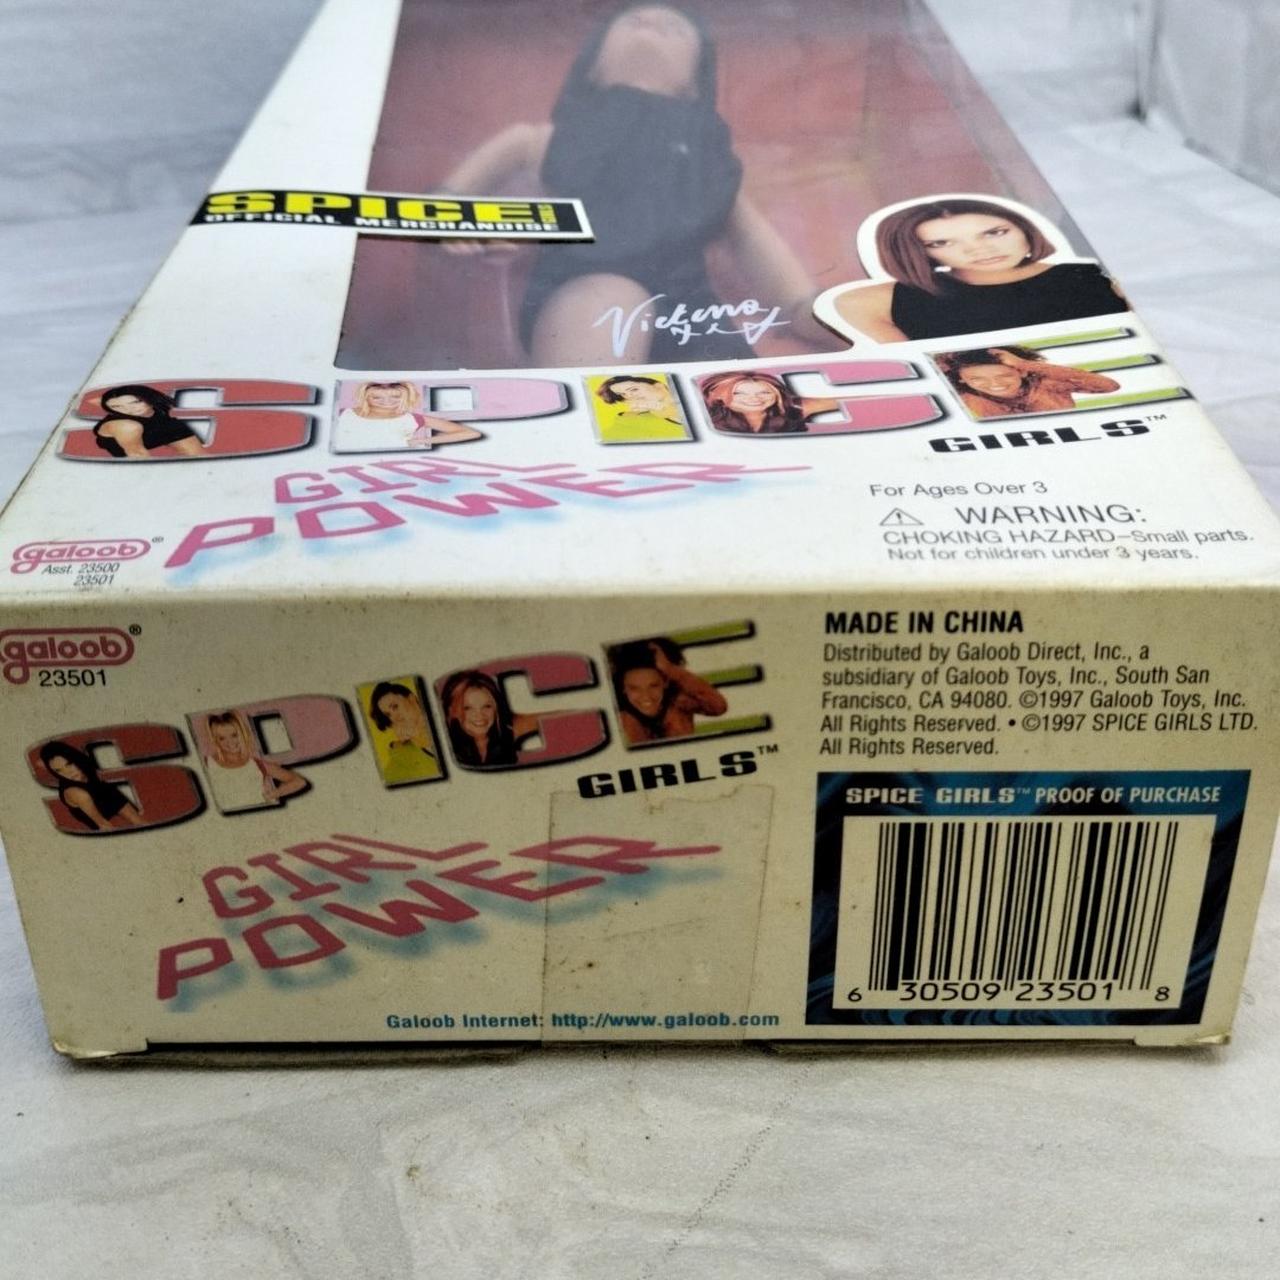 SPICE GIRLS
OFFICIAL MERCHANDISE
Victoria
SPICE
GIRLS™
GIRL
POWER
For Ages Over 3
WARNING:
CHOKING HAZARD–Small parts.
Not for children under 3 years.
galoob®
Asst. 23500
23501
galoob®
23501
SPICE
GIRLS™
GIRL
POWER
Galoob Internet: http://www.galoob.com
MADE IN CHINA
Distributed by Galoob Direct, Inc., a
subsidiary of Galoob Toys, Inc., South San
Francisco, CA 94080. ©1997 Galoob Toys, Inc.
All Rights Reserved. • ©1997 SPICE GIRLS LTD.
All Rights Reserved.
SPICE GIRLS™ PROOF OF PURCHASE
6 30509 23501 8